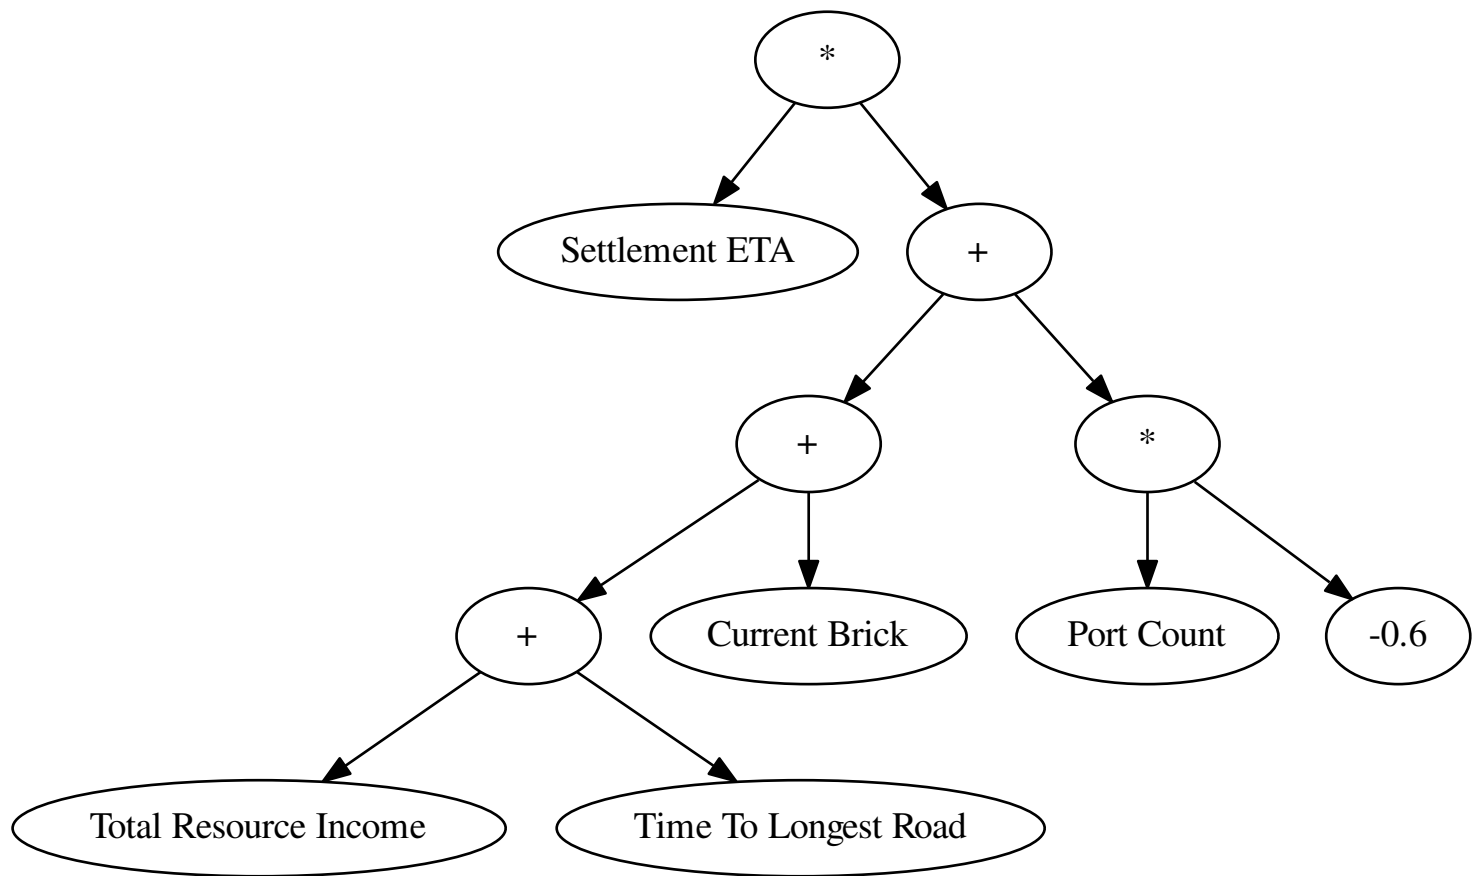 *
Settlement ETA
+
+
*
+
Current Brick
Port Count
-0.6
Total Resource Income
Time To Longest Road